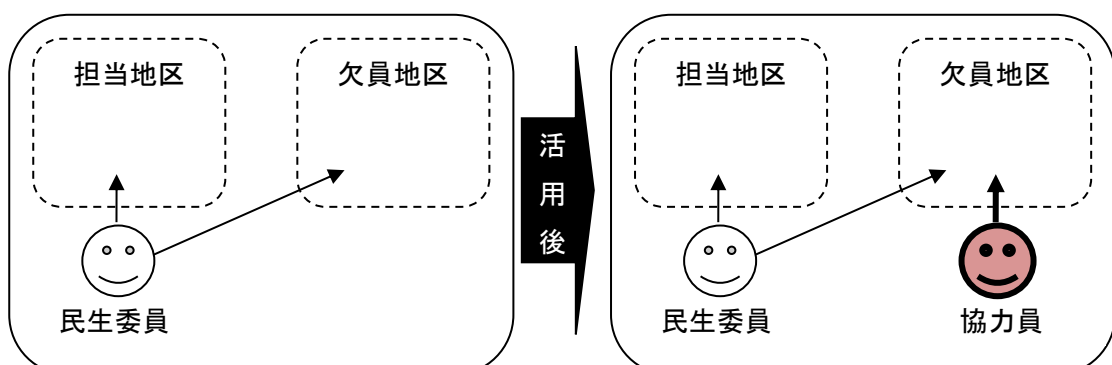 担当地区
欠員地区
民生委員
活用後
担当地区
欠員地区
民生委員
協力員